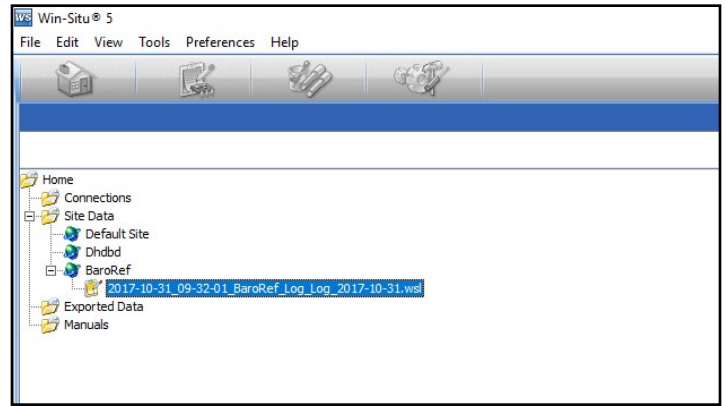 WS Win-Situ® 5
File Edit View Tools Preferences Help
Home
Connections
Site Data
Default Site
Dhdbd
BaroRef
2017-10-31_09-32-01_BaroRef_Log_Log_2017-10-31.wsl
Exported Data
Manuals